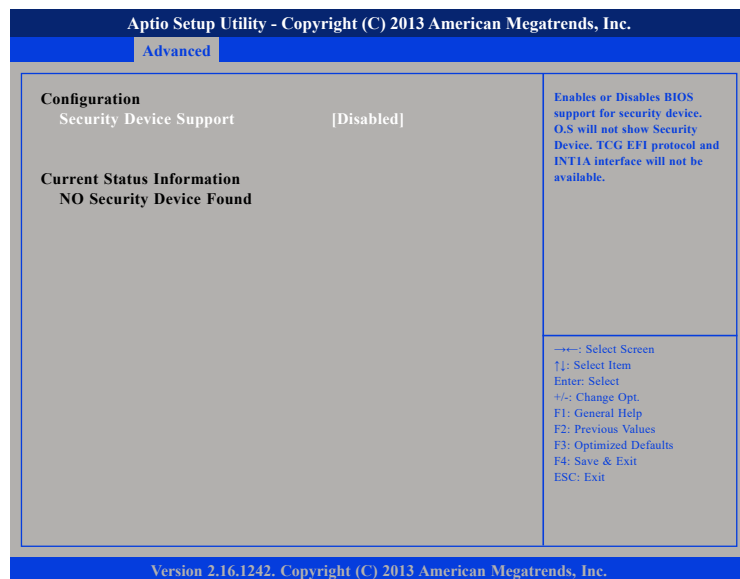 Aptio Setup Utility - Copyright (C) 2013 American Megatrends, Inc.
Advanced
Configuration
Security Device Support [Disabled]
Current Status Information
NO Security Device Found
Enables or Disables BIOS
support for security device.
O.S will not show Security
Device. TCG EFI protocol and
INT1A interface will not be
available.
→←: Select Screen
↑↓: Select Item
Enter: Select
+/-: Change Opt.
F1: General Help
F2: Previous Values
F3: Optimized Defaults
F4: Save & Exit
ESC: Exit
Version 2.16.1242. Copyright (C) 2013 American Megatrends, Inc.